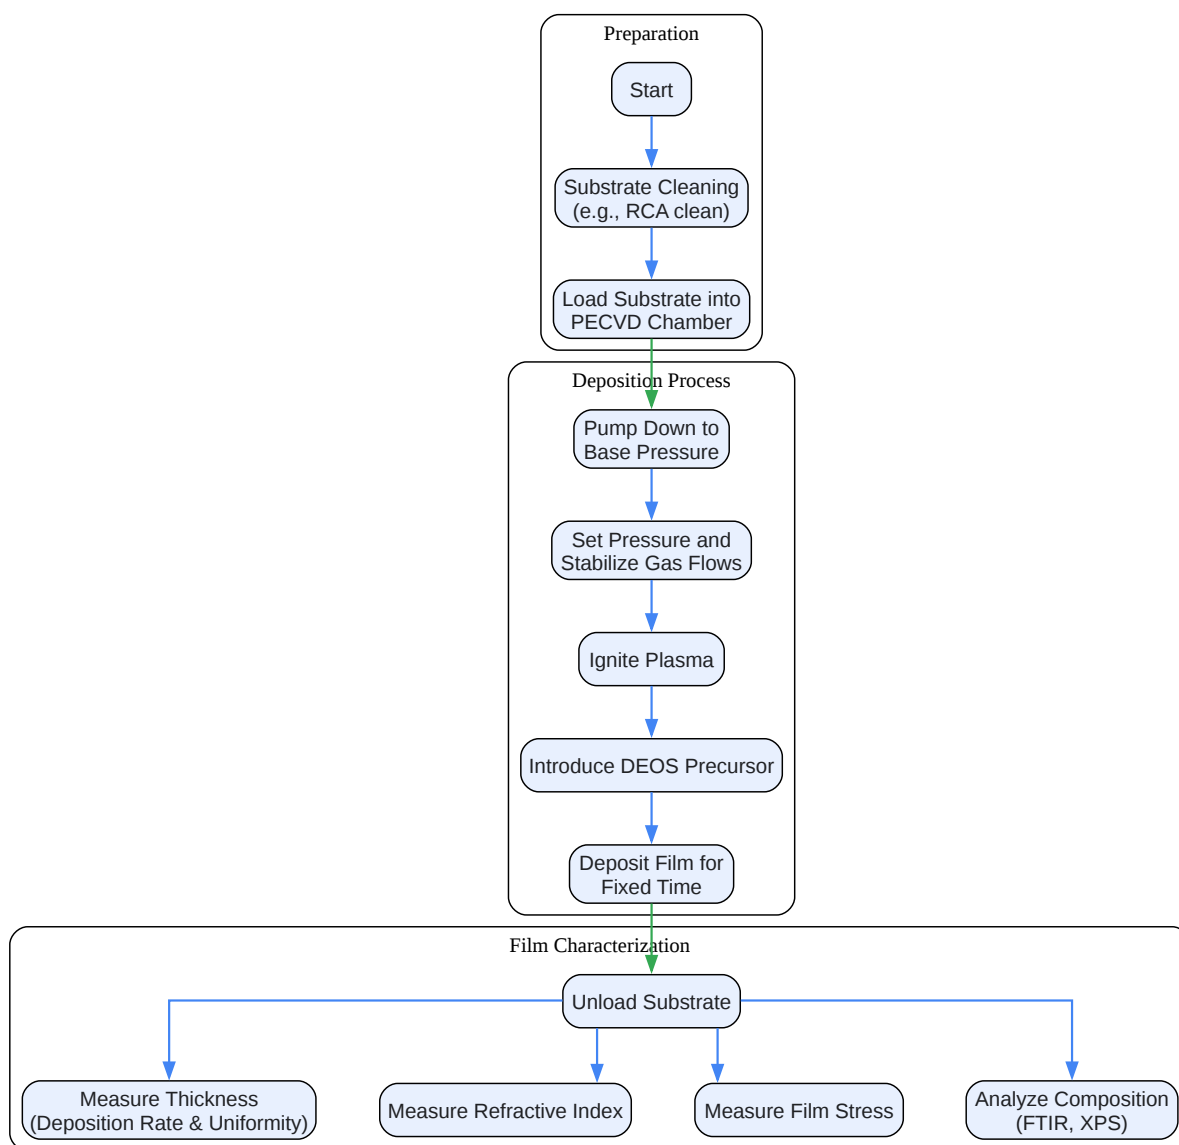 Preparation
Start
Substrate Cleaning
(e.g., RCA clean)
Load Substrate into
PECVD Chamber
Deposition Process
Pump Down to
Base Pressure
Set Pressure and
Stabilize Gas Flows
Ignite Plasma
Introduce DEOS Precursor
Deposit Film for
Fixed Time
Film Characterization
Unload Substrate
Measure Thickness
(Deposition Rate & Uniformity)
Measure Refractive Index
Measure Film Stress
Analyze Composition
(FTIR, XPS)